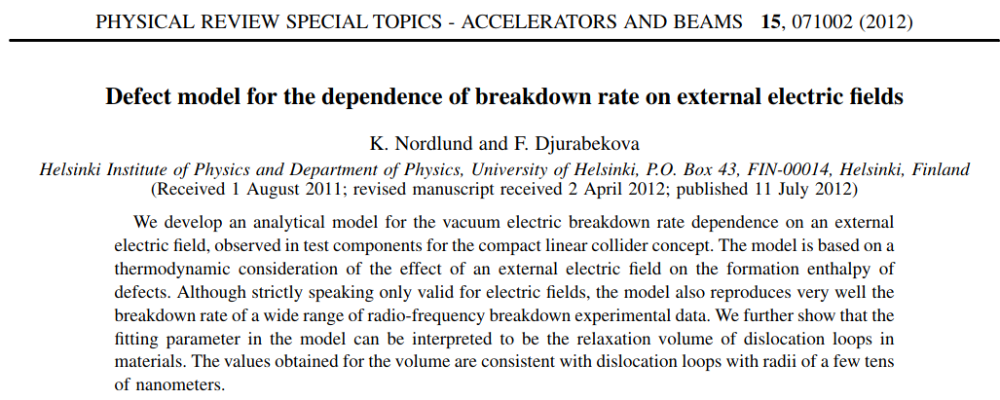 PHYSICAL REVIEW SPECIAL TOPICS - ACCELERATORS AND BEAMS 15, 071002 (2012)
Defect model for the dependence of breakdown rate on external electric fields
K. Nordlund and F. Djurabekova
Helsinki Institute of Physics and Department of Physics, University of Helsinki, P.O. Box 43, FIN-00014, Helsinki, Finland
(Received 1 August 2011; revised manuscript received 2 April 2012; published 11 July 2012)
We develop an analytical model for the vacuum electric breakdown rate dependence on an external
electric field, observed in test components for the compact linear collider concept. The model is based on a
thermodynamic consideration of the effect of an external electric field on the formation enthalpy of
defects. Although strictly speaking only valid for electric fields, the model also reproduces very well the
breakdown rate of a wide range of radio-frequency breakdown experimental data. We further show that the
fitting parameter in the model can be interpreted to be the relaxation volume of dislocation loops in
materials. The values obtained for the volume are consistent with dislocation loops with radii of a few tens
of nanometers.